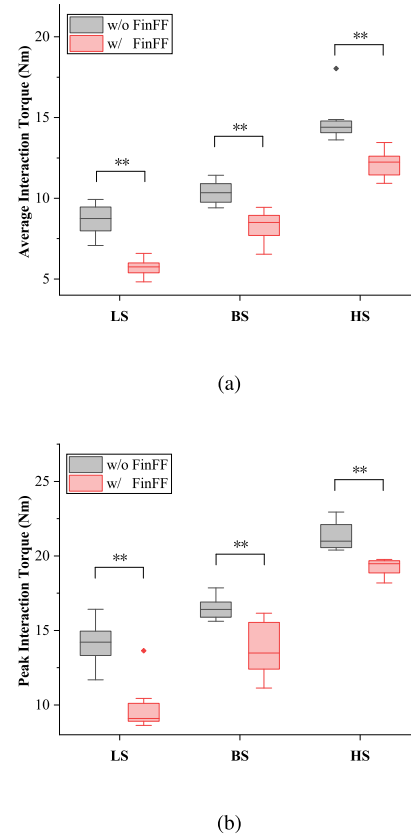 w/o FinFF
w/ FinFF
Average Interaction Torque (Nm)
20
15
10
5
**
**
**
LS
BS
HS
(a)
w/o FinFF
w/ FinFF
Peak Interaction Torque (Nm)
25
20
15
10
**
**
**
LS
BS
HS
(b)